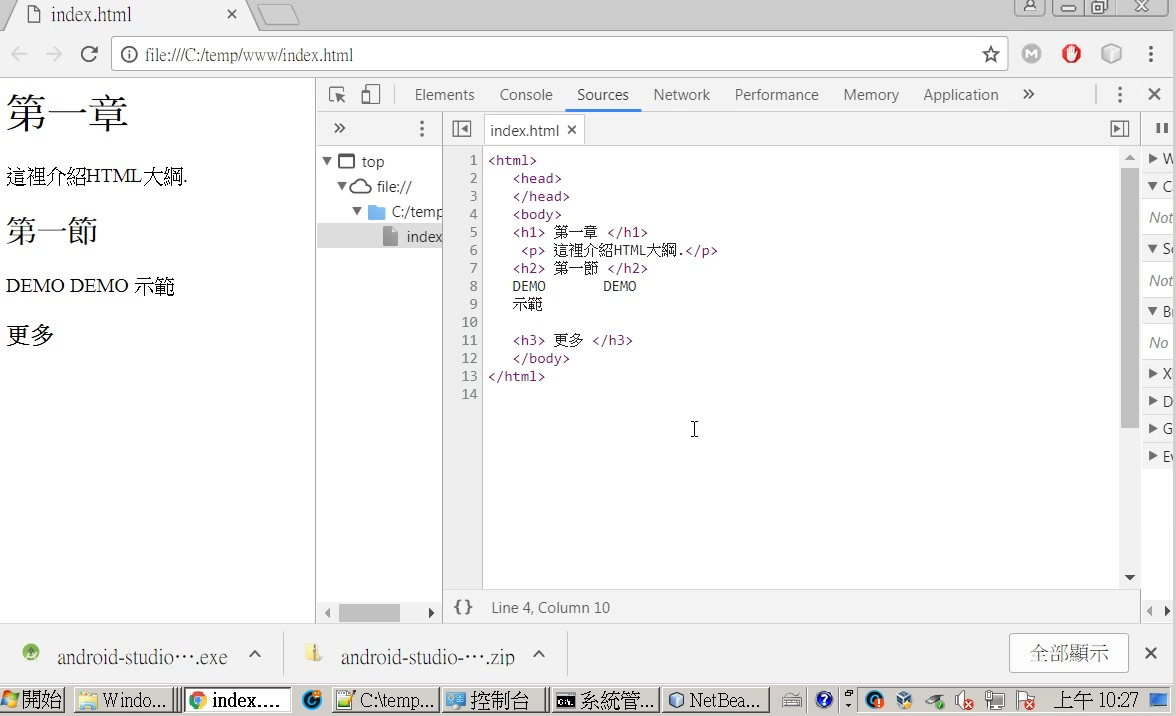 index.html
file:///C:/temp/www/index.html
第一章
這裡介紹HTML大綱.
第一節
DEMO DEMO 示範
更多
Elements Console Sources Network Performance Memory Application
index.html
top
file://
C:/temp
index
1 <html>
2 <head>
3 </head>
4 <body>
5 <h1> 第一章 </h1>
6 <p> 這裡介紹HTML大綱.</p>
7 <h2> 第一節 </h2>
8 DEMO DEMO
9 示範
10
11 <h3> 更多 </h3>
12 </body>
13 </html>
14
W
C
Not
Sc
Not
Br
No
X
D
G
Ev
{} Line 4, Column 10
android-studio⋯.exe
android-studio-⋯.zip
全部顯示
開始 Windo... index.... C:\temp... 控制台 系統管... NetBea... 上午 10:27